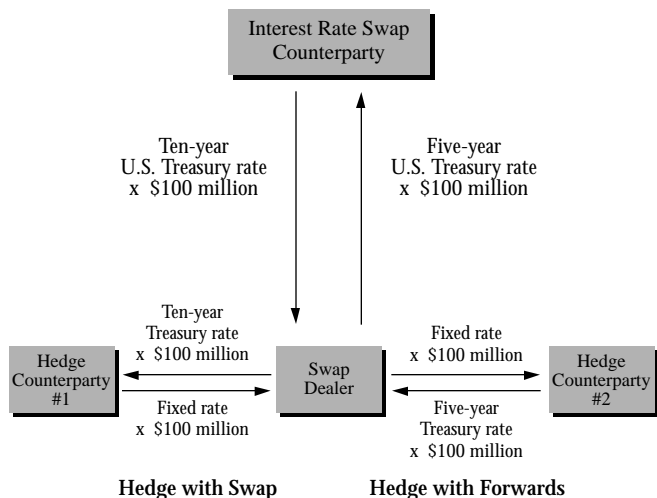 Interest Rate Swap
Counterparty
Ten-year
U.S. Treasury rate
x $100 million
Five-year
U.S. Treasury rate
x $100 million
Ten-year
Treasury rate
x $100 million
Fixed rate
x $100 million
Hedge
Counterparty
#1
Swap
Dealer
Hedge
Counterparty
#2
Fixed rate
x $100 million
Five-year
Treasury rate
x $100 million
Hedge with Swap
Hedge with Forwards